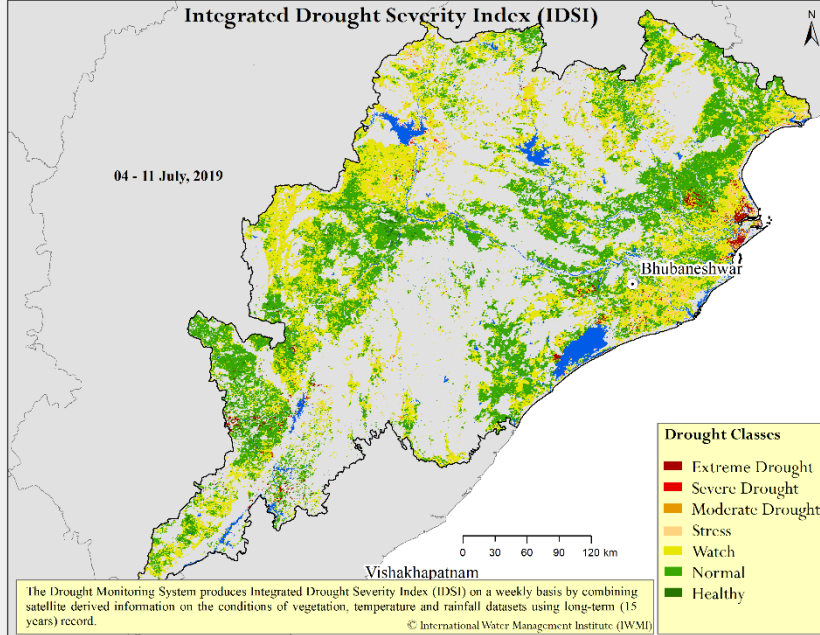 Integrated Drought Severity Index (IDSI)
N
04 - 11 July, 2019
Bhubaneshwar
Drought Classes
Extreme Drought
Severe Drought
Moderate Drought
Stress
Watch
Normal
Healthy
0 30 60 120 km
Vishakhapatnam
The Drought Monitoring System produces Integrated Drought Severity Index (IDSI) on a weekly basis by combining
satellite derived information on the conditions of vegetation, temperature and rainfall datasets using long-term (15
years) record.
© International Water Management Institute (IWMI)